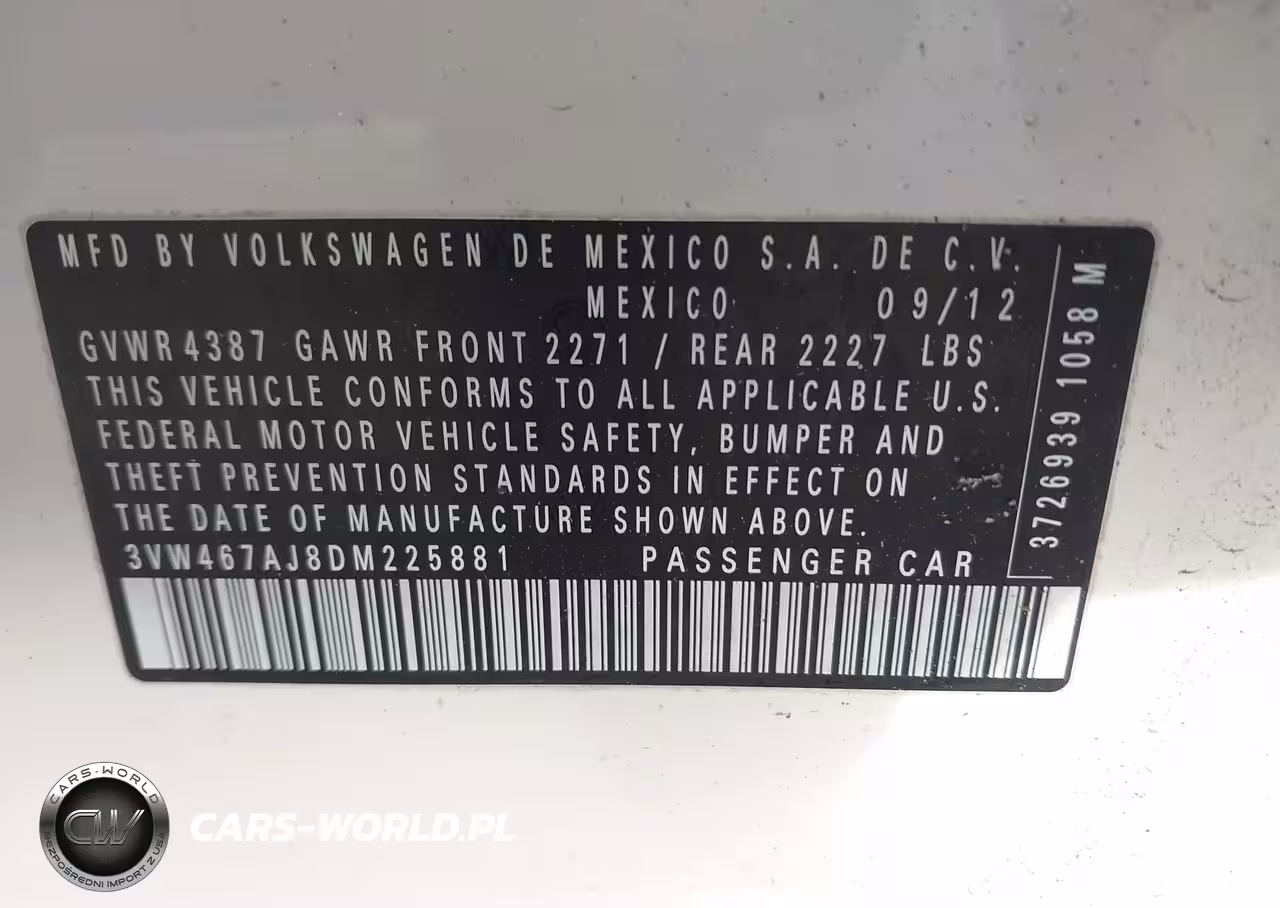 MFD BY VOLKSWAGEN DE MEXICO S.A. DE C.V.
MEXICO 09/12
GVWR 4387 GAWR FRONT 2271 / REAR 2227 LBS
THIS VEHICLE CONFORMS TO ALL APPLICABLE U.S.
FEDERAL MOTOR VEHICLE SAFETY, BUMPER AND
THEFT PREVENTION STANDARDS IN EFFECT ON
THE DATE OF MANUFACTURE SHOWN ABOVE.
3VW467AJ8DM225881 PASSENGER CAR
3726939 1058 M
CARS-WORLD
CW
BEZPOŚREDNI IMPORT Z USA
CARS-WORLD.PL